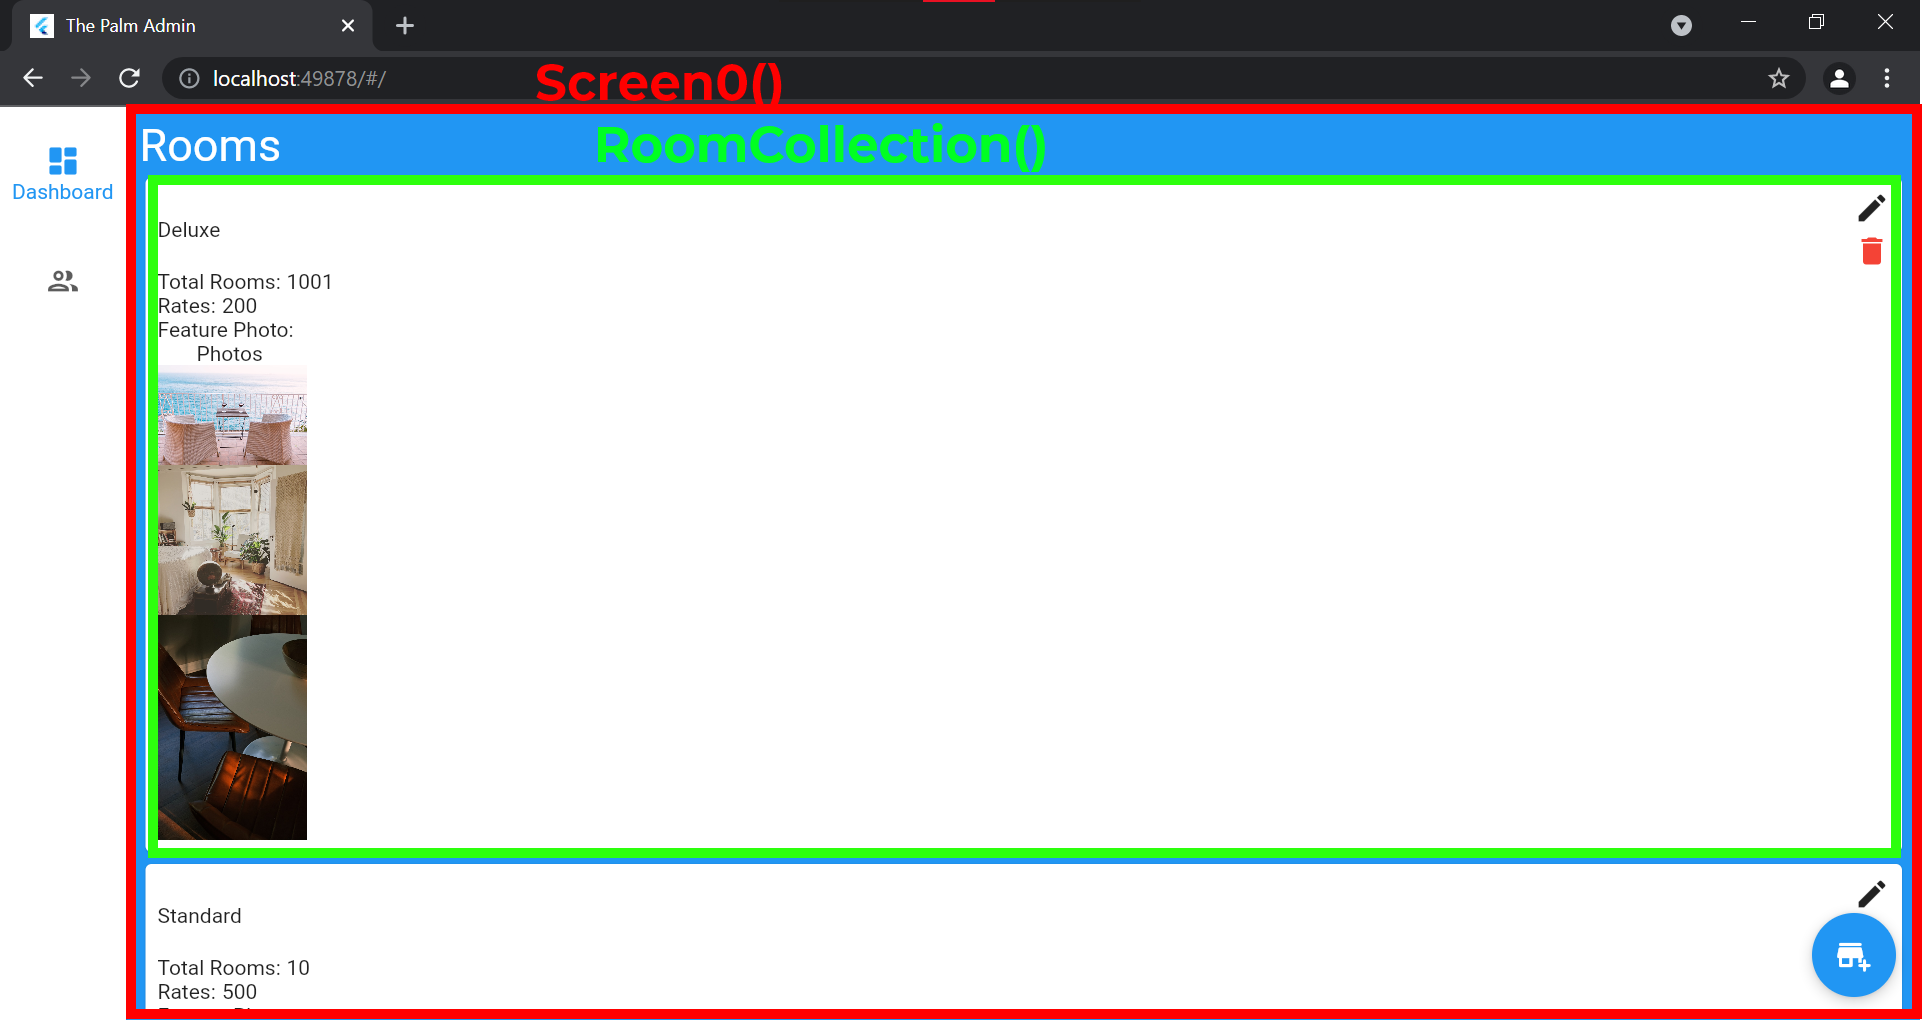 The Palm Admin
localhost:49878/#/
Screen0()
Rooms
RoomCollection()
Dashboard
Deluxe
Total Rooms: 1001
Rates: 200
Feature Photo:
Photos
Standard
Total Rooms: 10
Rates: 500